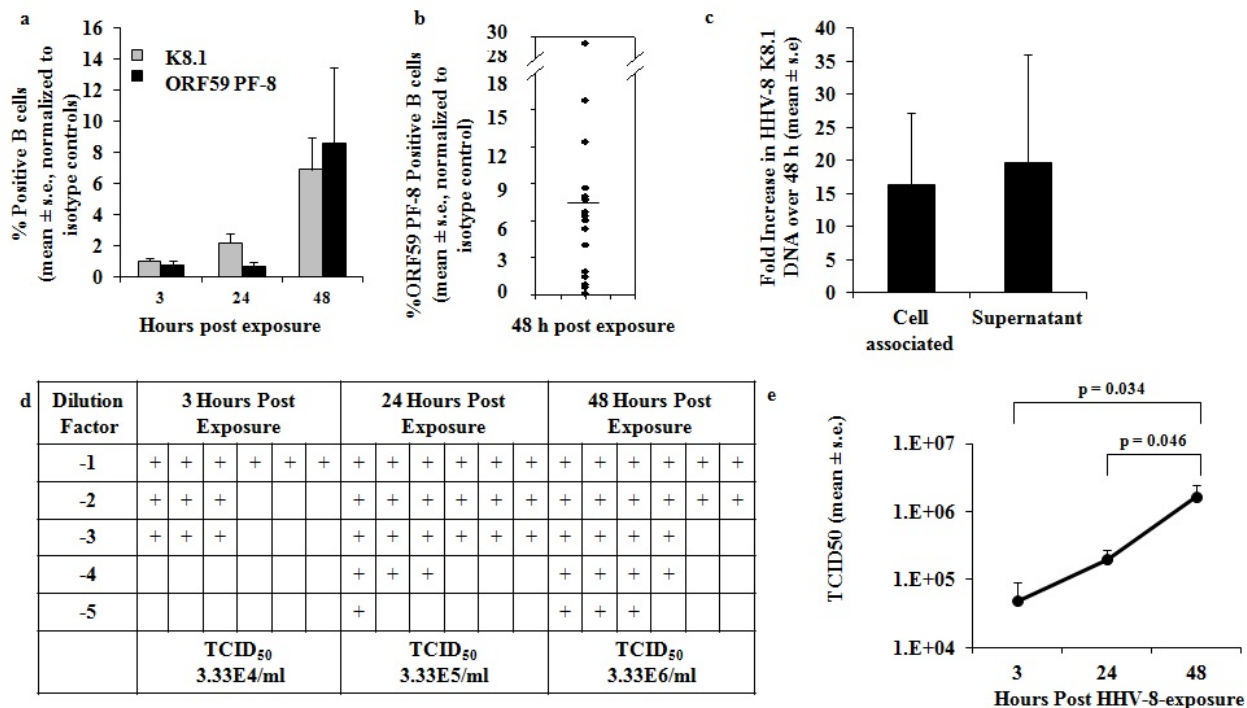 a
% Positive B cells
(mean ± s.e., normalized to
isotype controls)
16
14
12
10
8
6
4
2
0
K8.1
ORF59 PF-8
3 24 48
Hours post exposure
b
%ORF59 PF-8 Positive B cells
(mean ± s.e., normalized to
isotype control)
30
28
18
15
12
9
6
3
0
48 h post exposure
c
Fold Increase in HHV-8 K8.1
DNA over 48 h (mean ± s.e)
40
35
30
25
20
15
10
5
0
Cell
associated
Supernatant
d
Dilution
Factor
3 Hours Post
Exposure
24 Hours Post
Exposure
48 Hours Post
Exposure
-1 + + + + + + + + + + + + + + + + + +
-2 + + + + + + + + + + + + + + +
-3 + + + + + + + + + + + + +
-4 + + + + + + +
-5 + + + +
TCID50
3.33E4/ml
TCID50
3.33E5/ml
TCID50
3.33E6/ml
e
TCID50 (mean ± s.e.)
p = 0.034
p = 0.046
1.E+07
1.E+06
1.E+05
1.E+04
3 24 48
Hours Post HHV-8-exposure